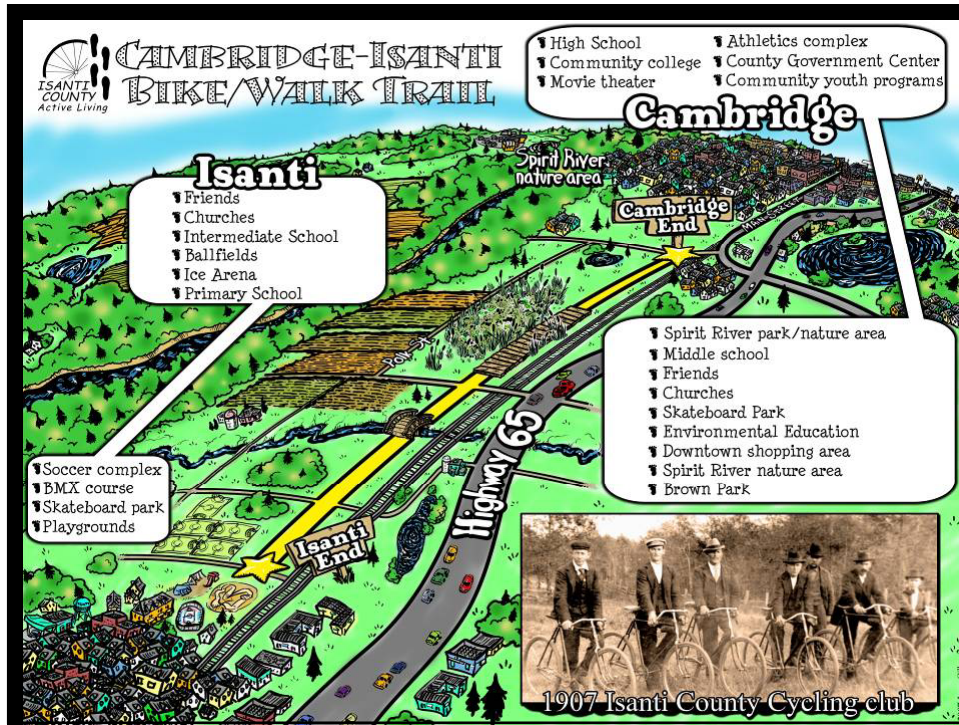 ISANTI
COUNTY
Active Living
CAMBRIDGE-ISANTI
BIKE/WALK TRAIL
High School
Community college
Movie theater
Athletics complex
County Government Center
Community youth programs
Cambridge
Isanti
Friends
Churches
Intermediate School
Ballfields
Ice Arena
Primary School
Spirit River
nature area
Cambridge
End
Main Street
Polk St
Spirit River park/nature area
Middle school
Friends
Churches
Skateboard Park
Environmental Education
Downtown shopping area
Spirit River nature area
Brown Park
Highway 65
Soccer complex
BMX course
Skateboard park
Playgrounds
Isanti
End
1907 Isanti County Cycling club